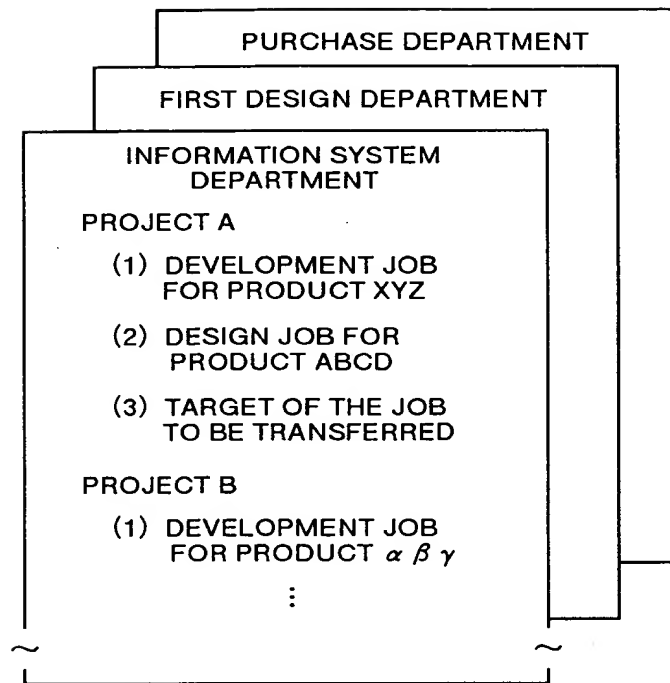 PURCHASE DEPARTMENT
FIRST DESIGN DEPARTMENT
INFORMATION SYSTEM
DEPARTMENT
PROJECT A
(1) DEVELOPMENT JOB
FOR PRODUCT XYZ
(2) DESIGN JOB FOR
PRODUCT ABCD
(3) TARGET OF THE JOB
TO BE TRANSFERRED
PROJECT B
(1) DEVELOPMENT JOB
FOR PRODUCT α β γ
⋮